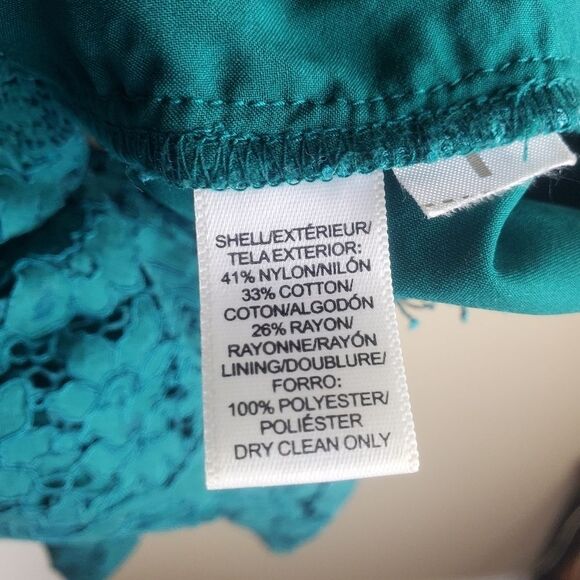 SHELL/EXTÉRIEUR/
TELA EXTERIOR:
41% NYLON/NILÓN
33% COTTON/
COTON/ALGODÓN
26% RAYON/
RAYONNE/RAYÓN
LINING/DOUBLURE/
FORRO:
100% POLYESTER/
POLIÉSTER
DRY CLEAN ONLY